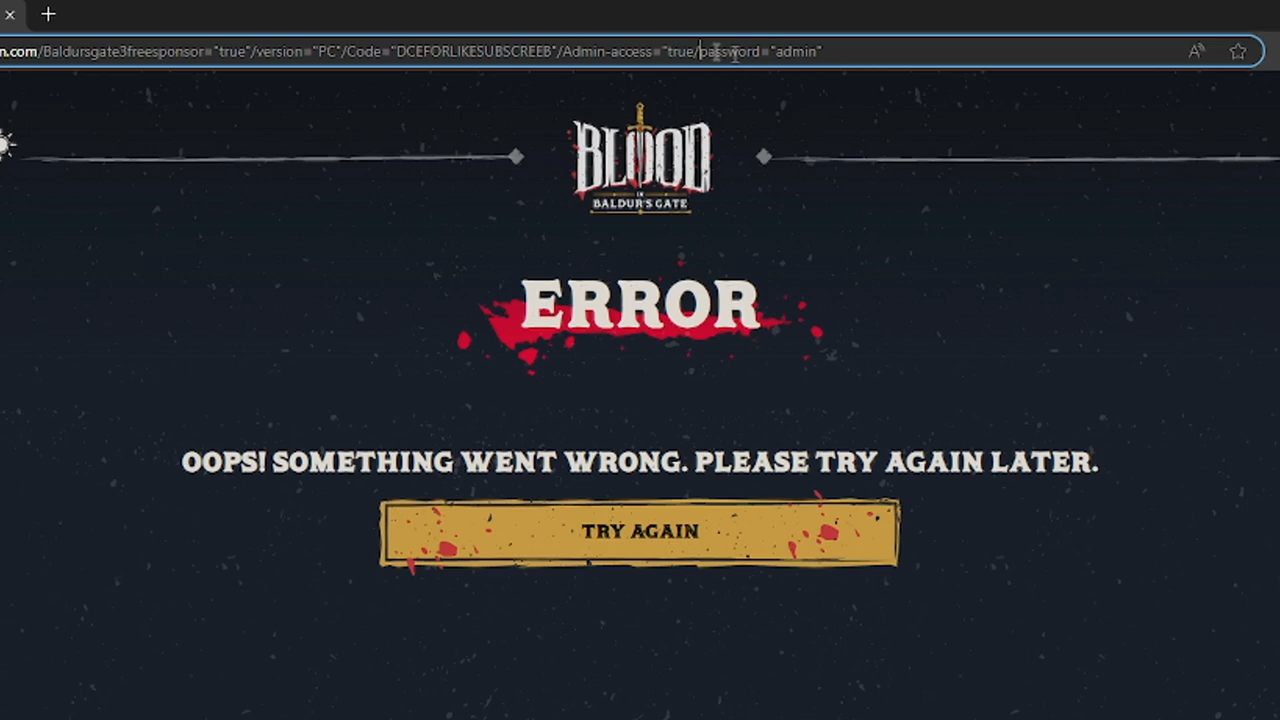 n.com/Baldursgate3freesponsor="true"/version="PC"/Code="DCEFORLIKESUBSCREEB"/Admin-access="true/password="admin"
BLOOD
IN
BALDUR'S GATE
ERROR
OOPS! SOMETHING WENT WRONG. PLEASE TRY AGAIN LATER.
TRY AGAIN